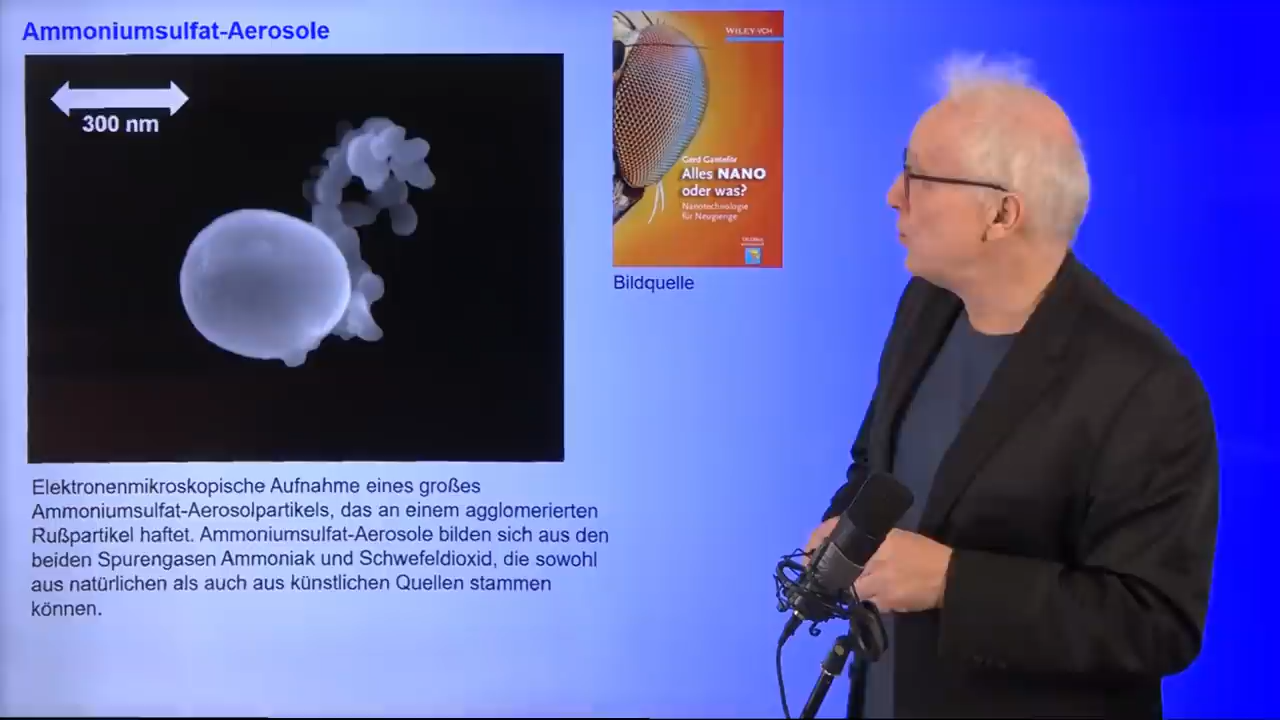 Ammoniumsulfat-Aerosole
300 nm
WILEY-VCH
Gerd Ganteför
Alles NANO
oder was?
Nanotechnologie
für Neugierige
Bildquelle
Elektronenmikroskopische Aufnahme eines großes
Ammoniumsulfat-Aerosolpartikels, das an einem agglomerierten
Rußpartikel haftet. Ammoniumsulfat-Aerosole bilden sich aus den
beiden Spurengasen Ammoniak und Schwefeldioxid, die sowohl
aus natürlichen als auch aus künstlichen Quellen stammen
können.